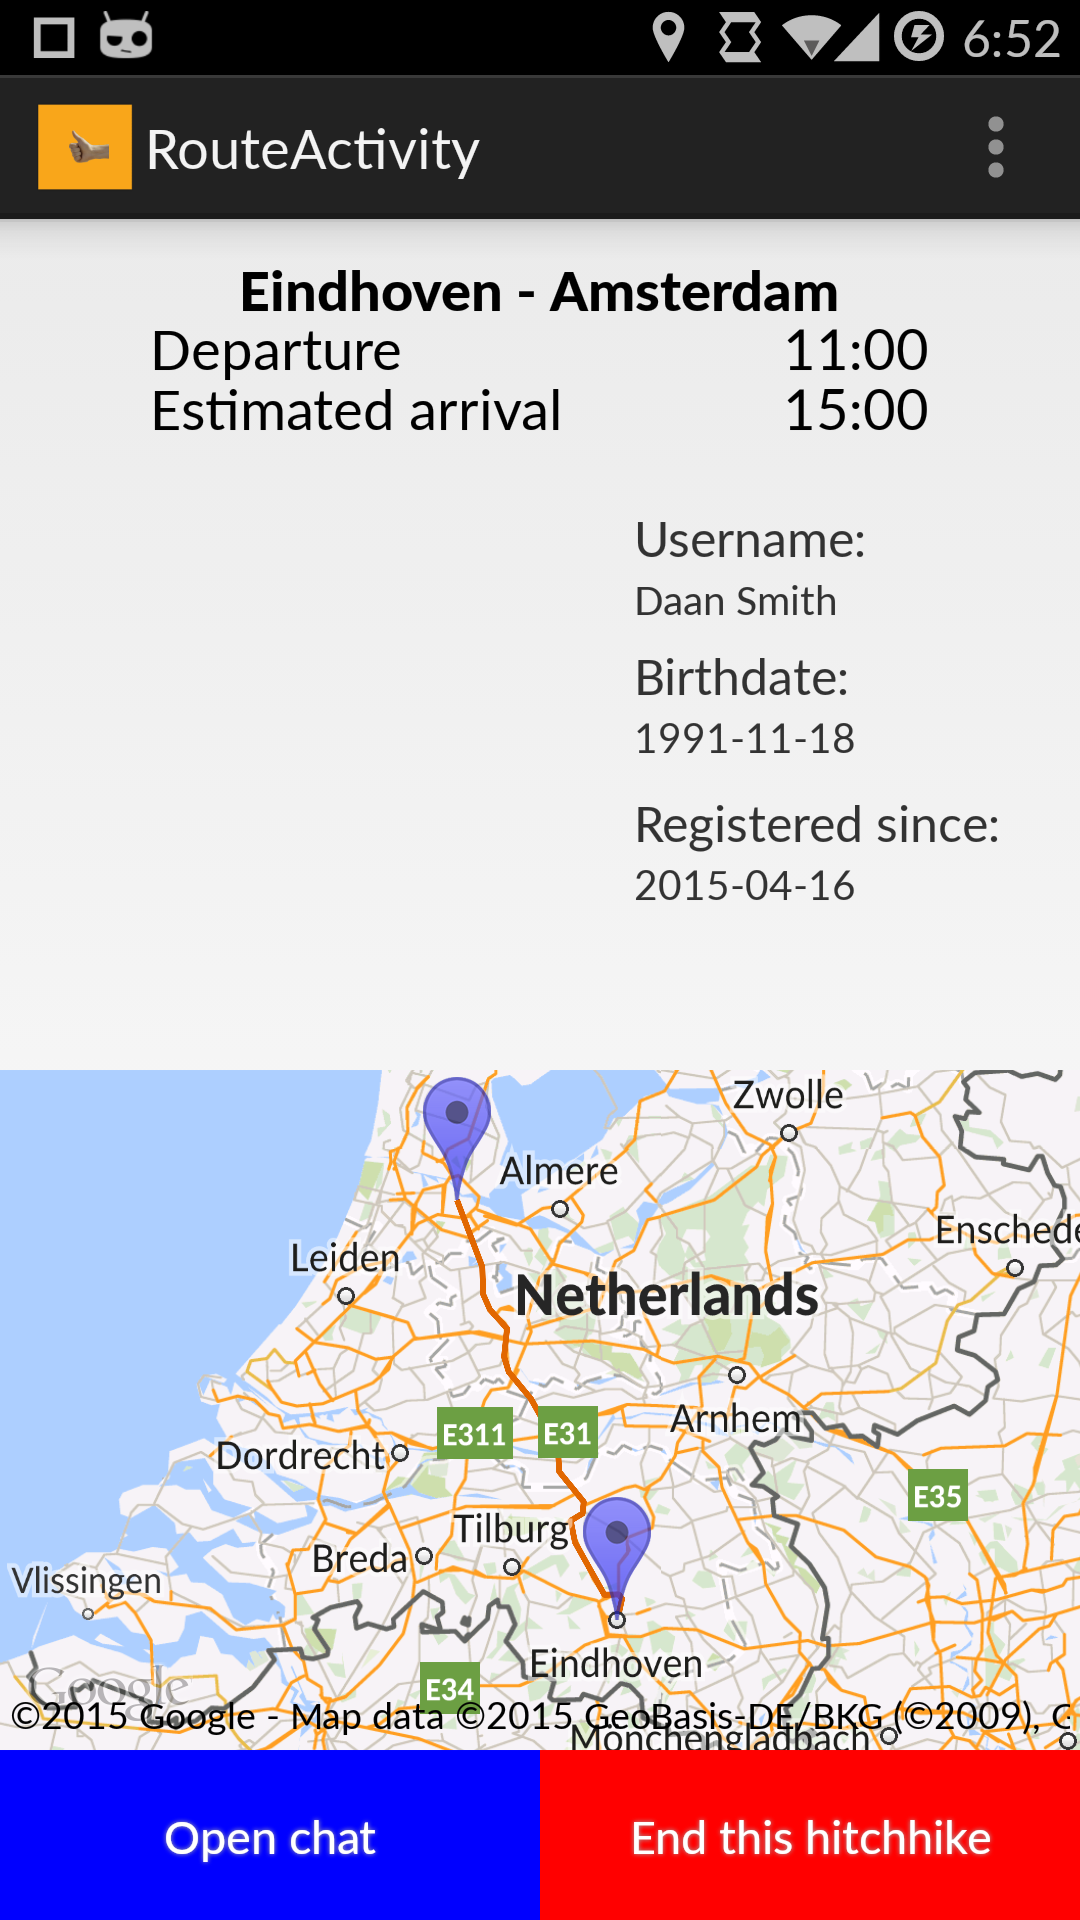 6:52
RouteActivity
Eindhoven - Amsterdam
Departure 11:00
Estimated arrival 15:00
Username:
Daan Smith
Birthdate:
1991-11-18
Registered since:
2015-04-16
Zwolle
Almere
Enschede
Leiden
Netherlands
Arnhem
E311
E31
Dordrecht
E35
Tilburg
Breda
Vlissingen
Eindhoven
E34
Google
©2015 Google - Map data ©2015 GeoBasis-DE/BKG (©2009), G
Mönchengladbach
Open chat
End this hitchhike